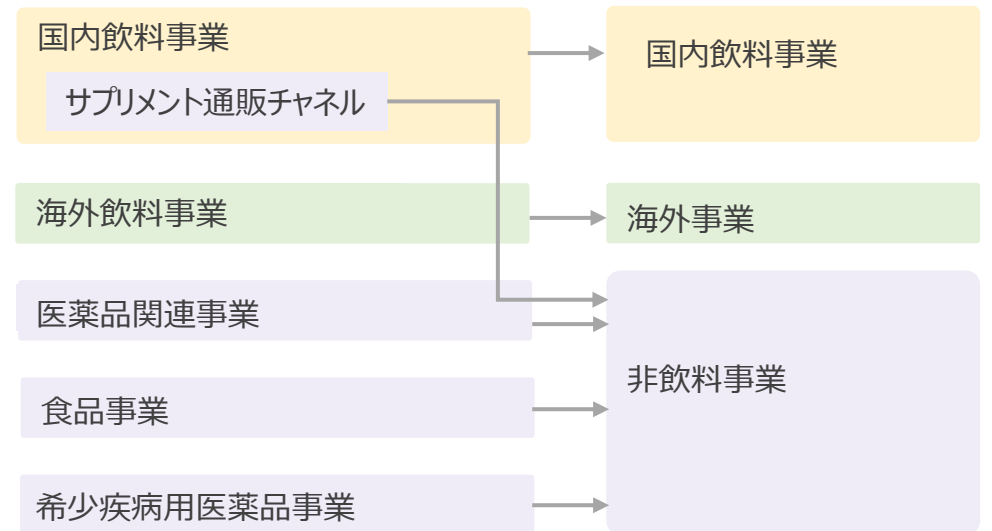 国内飲料事業
サプリメント通販チャネル
海外飲料事業
医薬品関連事業
食品事業
希少疾病用医薬品事業
国内飲料事業
海外事業
非飲料事業